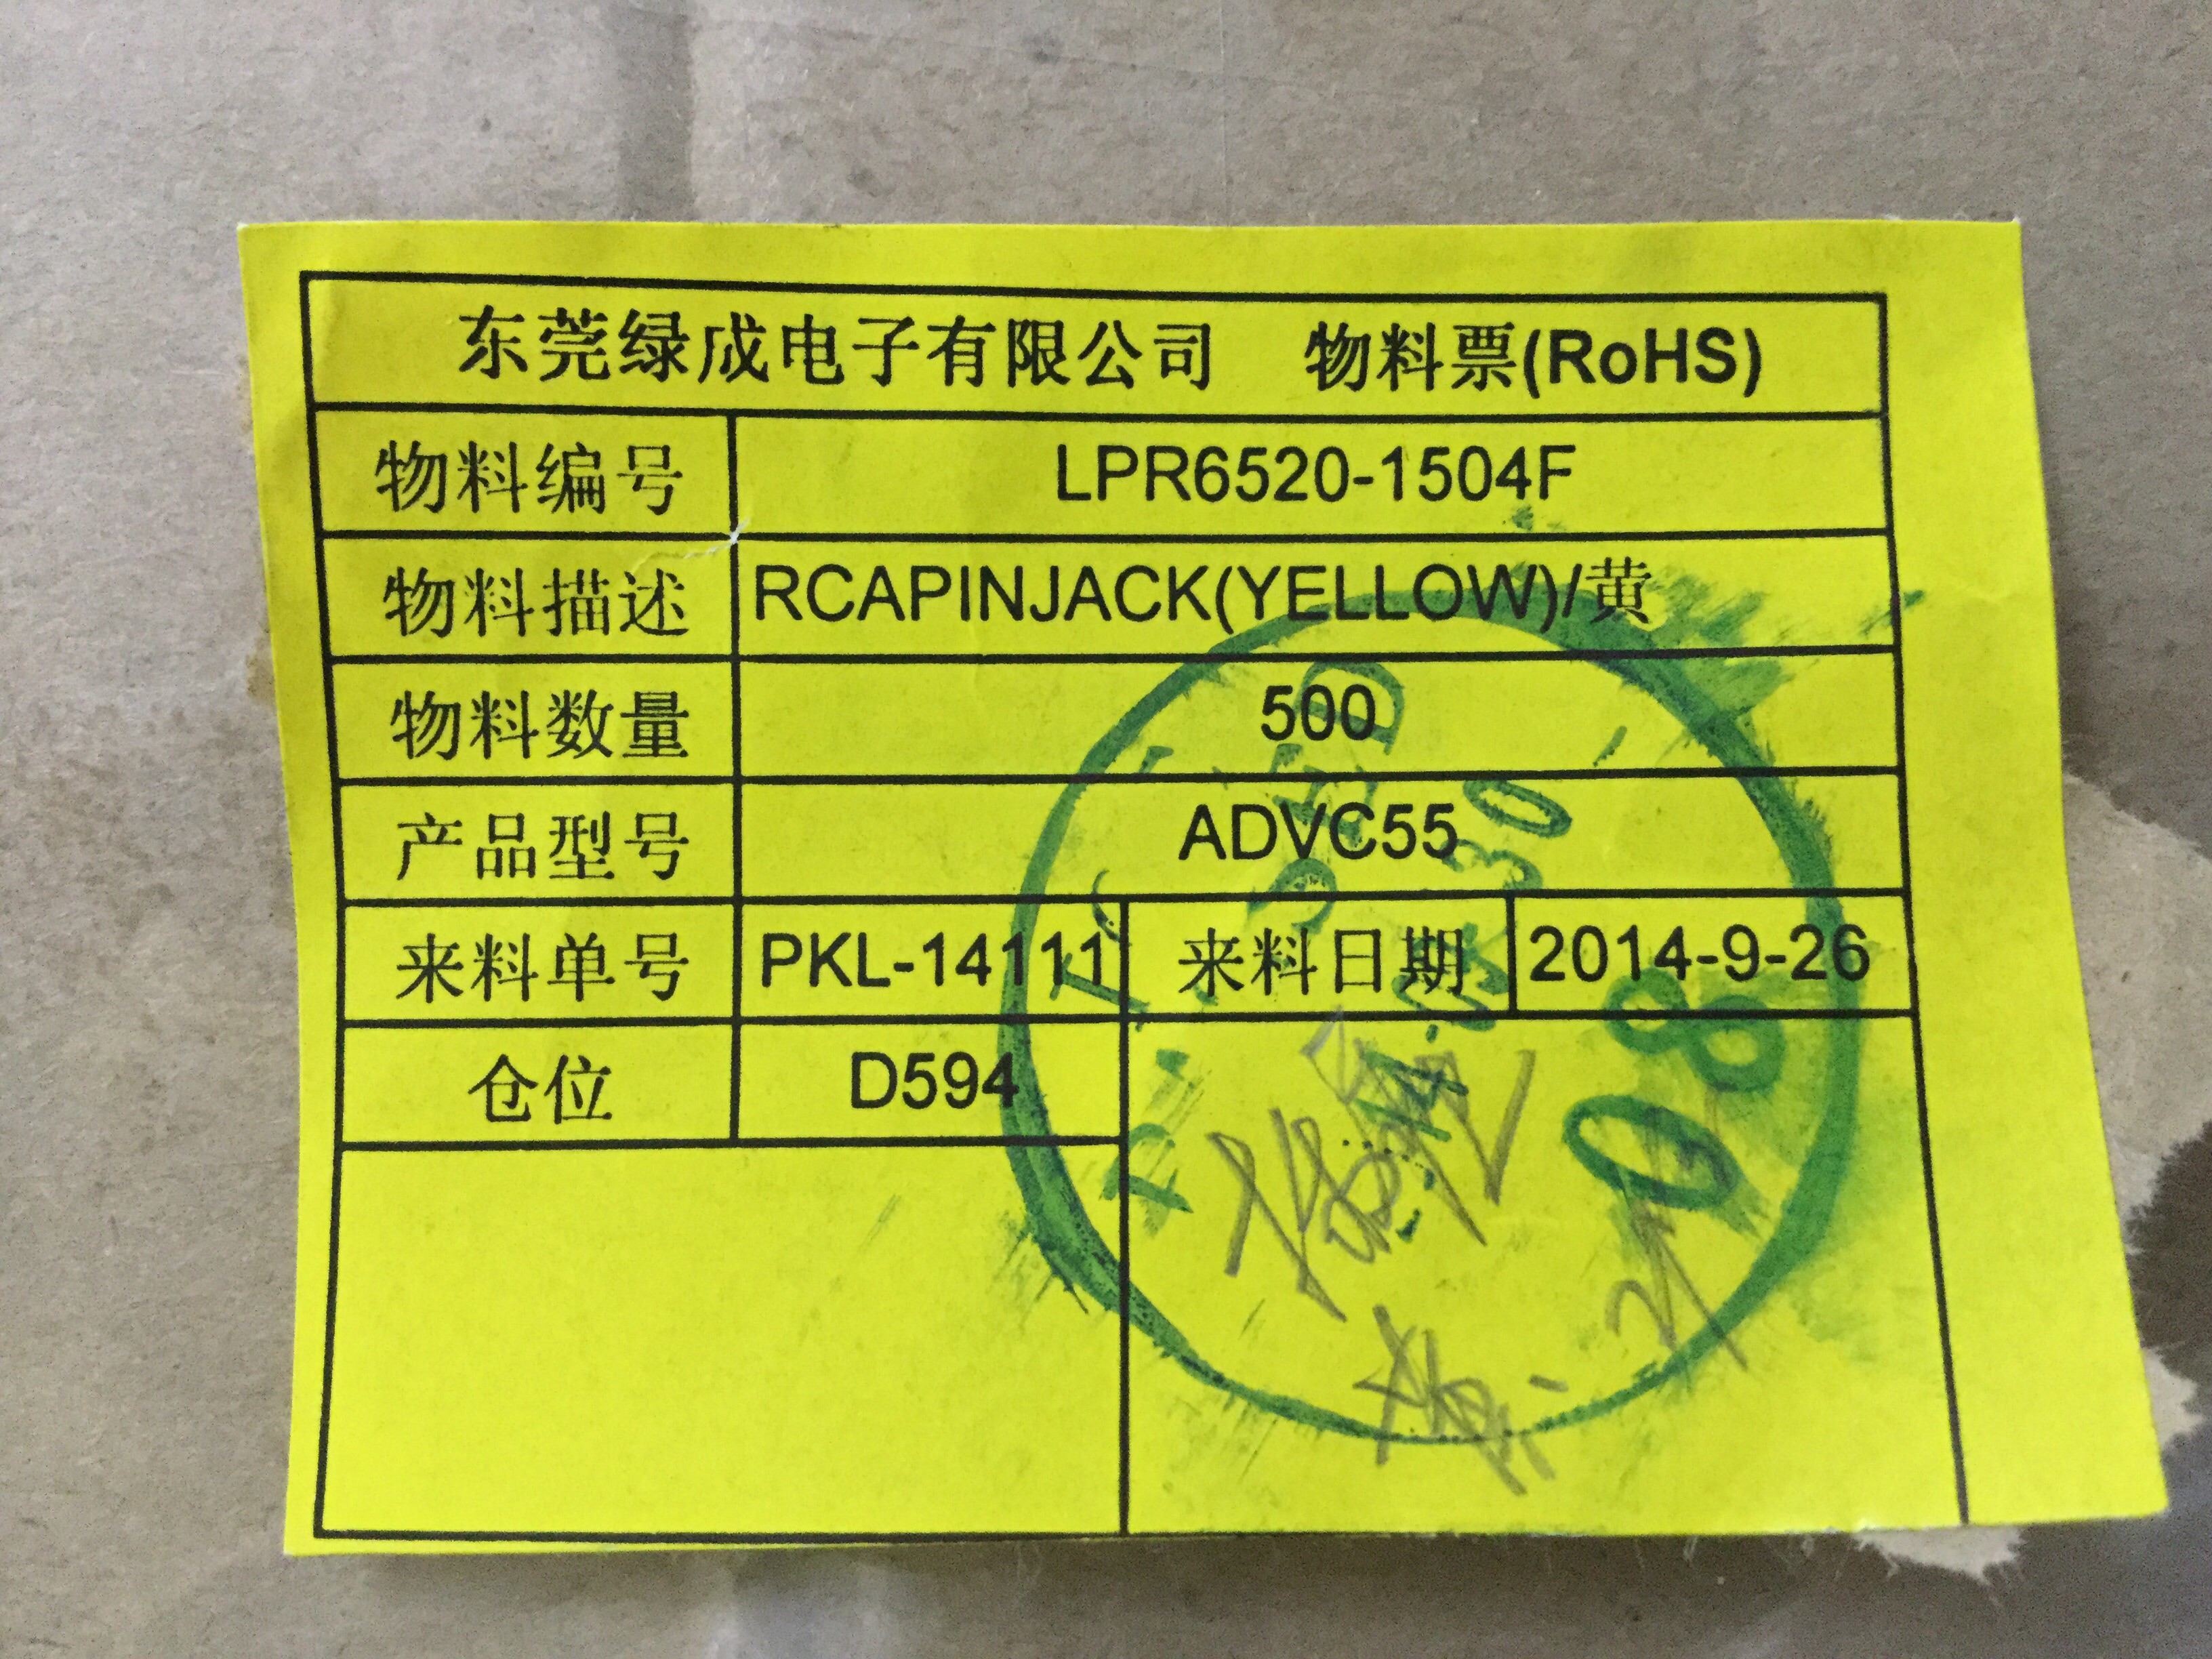 东莞绿成电子有限公司 物料票(RoHS)
物料编号 LPR6520-1504F
物料描述 RCAPINJACK(YELLOW)/黄
物料数量 500
产品型号 ADVC55
来料单号 PKL-14111 来料日期 2014-9-26
仓位 D594
08